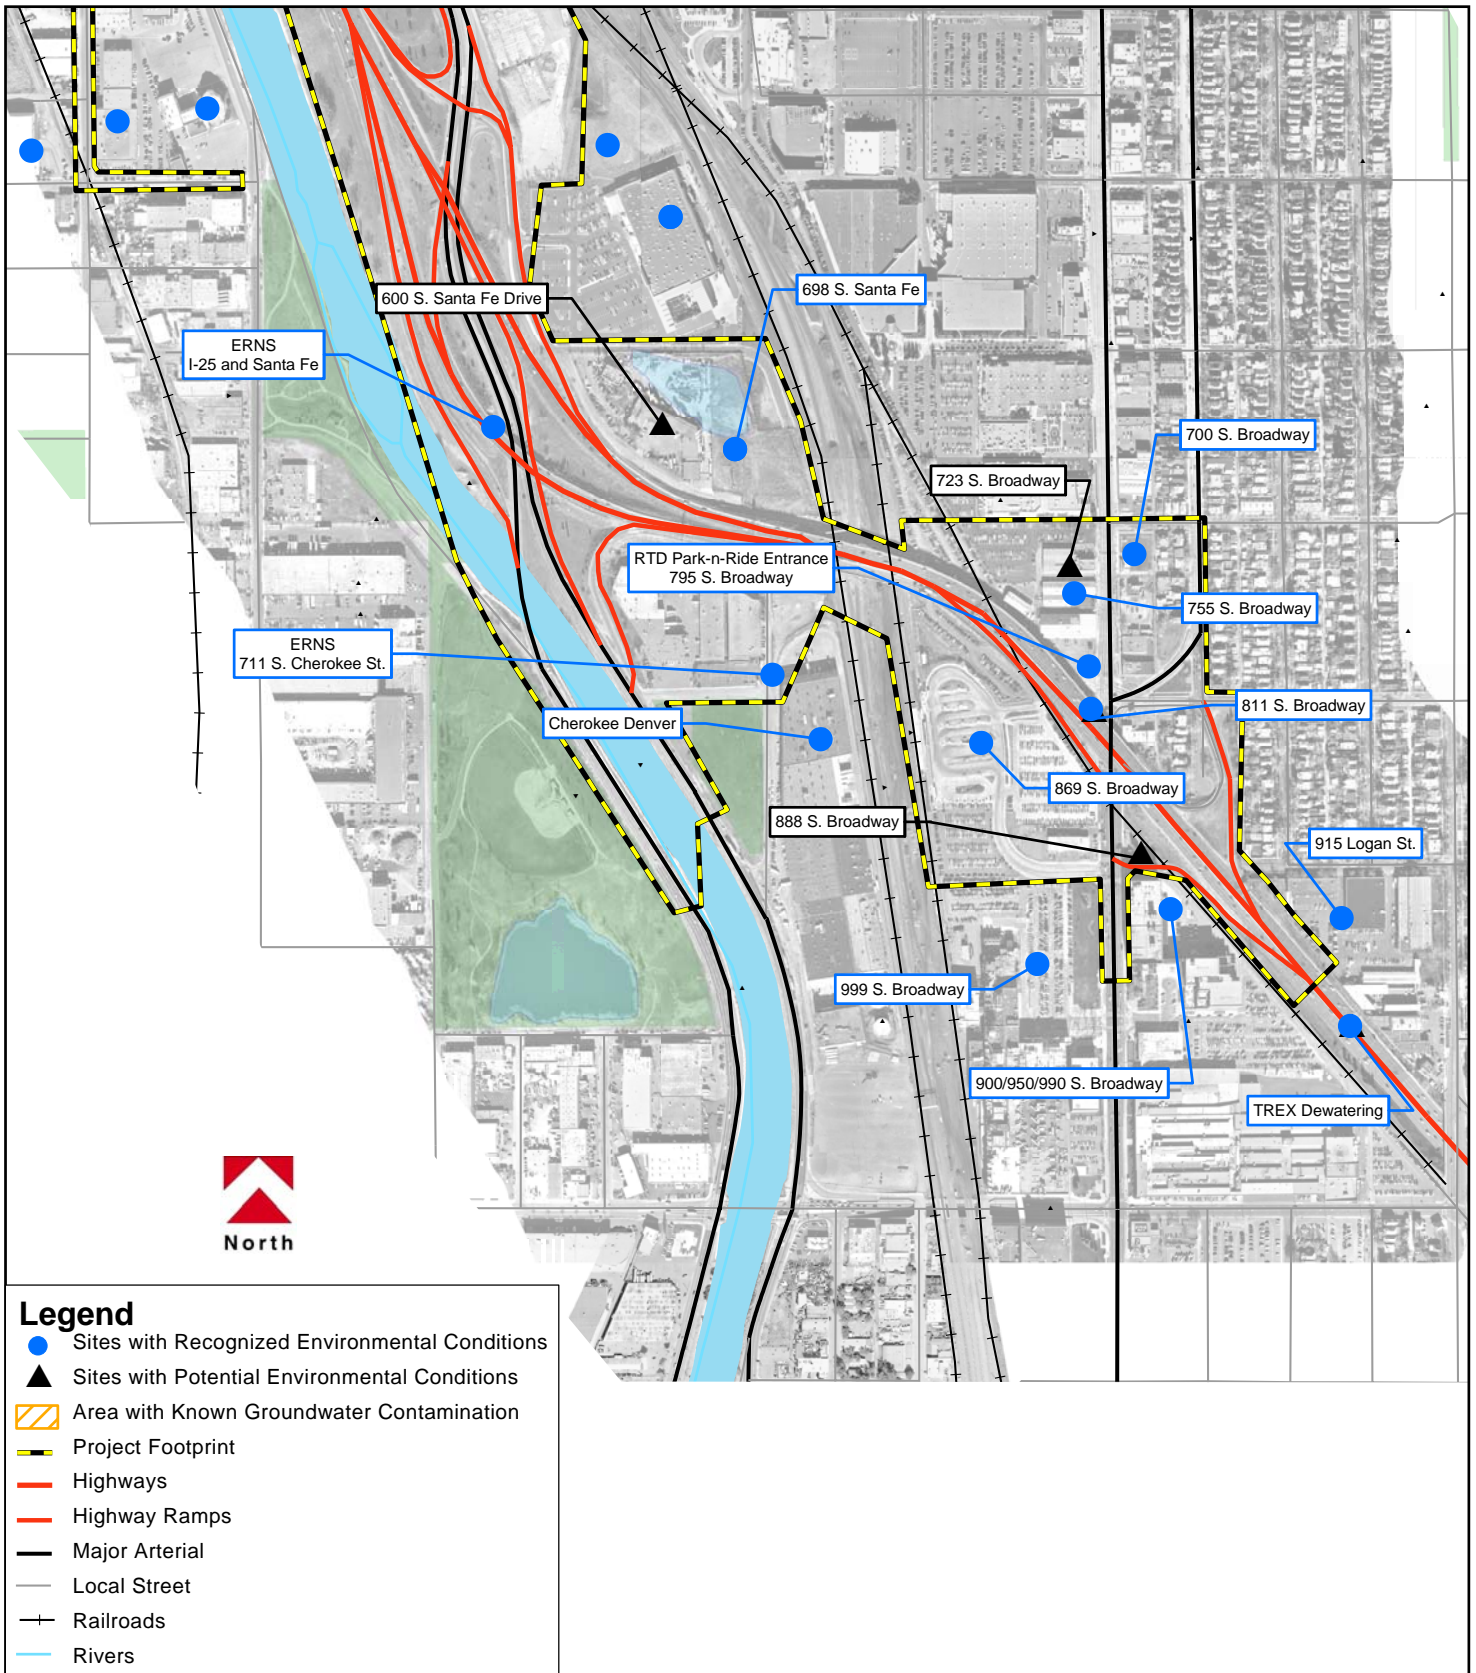 600 S. Santa Fe Drive
698 S. Santa Fe
ERNS
I-25 and Santa Fe
700 S. Broadway
723 S. Broadway
RTD Park-n-Ride Entrance
795 S. Broadway
755 S. Broadway
ERNS
711 S. Cherokee St.
811 S. Broadway
Cherokee Denver
869 S. Broadway
888 S. Broadway
915 Logan St.
999 S. Broadway
900/950/990 S. Broadway
TREX Dewatering
North
Legend
Sites with Recognized Environmental Conditions
Sites with Potential Environmental Conditions
Area with Known Groundwater Contamination
Project Footprint
Highways
Highway Ramps
Major Arterial
Local Street
Railroads
Rivers